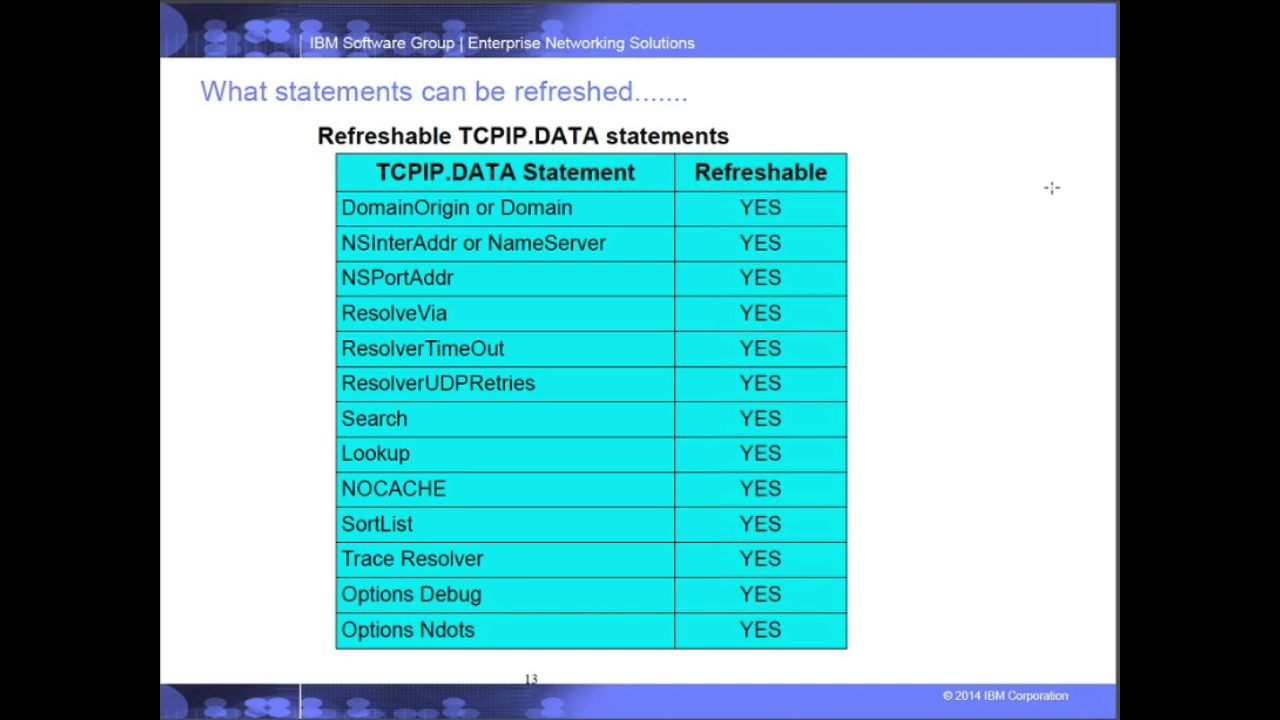 IBM Software Group | Enterprise Networking Solutions
What statements can be refreshed.......
Refreshable TCPIP.DATA statements
TCPIP.DATA Statement Refreshable
DomainOrigin or Domain YES
NSInterAddr or NameServer YES
NSPortAddr YES
ResolveVia YES
ResolverTimeOut YES
ResolverUDPRetries YES
Search YES
Lookup YES
NOCACHE YES
SortList YES
Trace Resolver YES
Options Debug YES
Options Ndots YES
13
© 2014 IBM Corporation